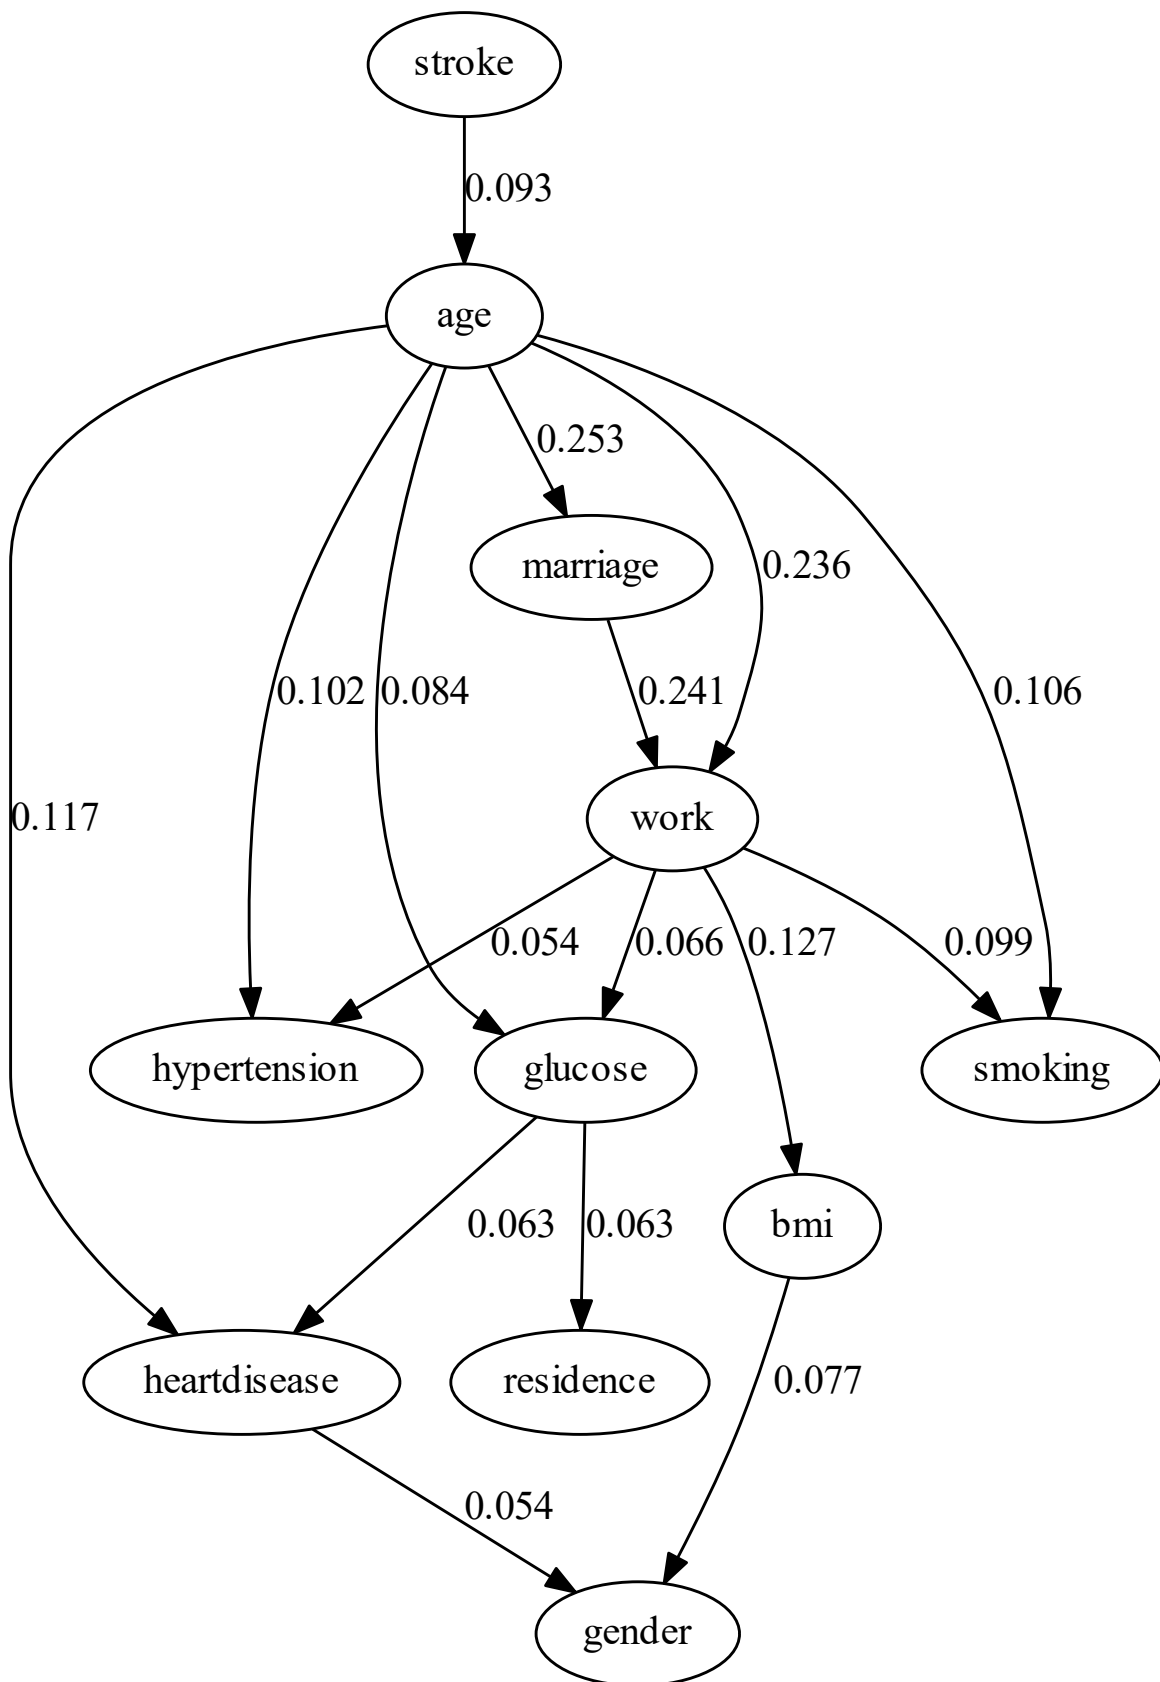 stroke
0.093
age
0.253
marriage
0.236
0.102
0.084
0.241
0.106
0.117
work
0.054
0.066
0.127
0.099
hypertension
glucose
smoking
0.063
0.063
bmi
heartdisease
residence
0.077
0.054
gender